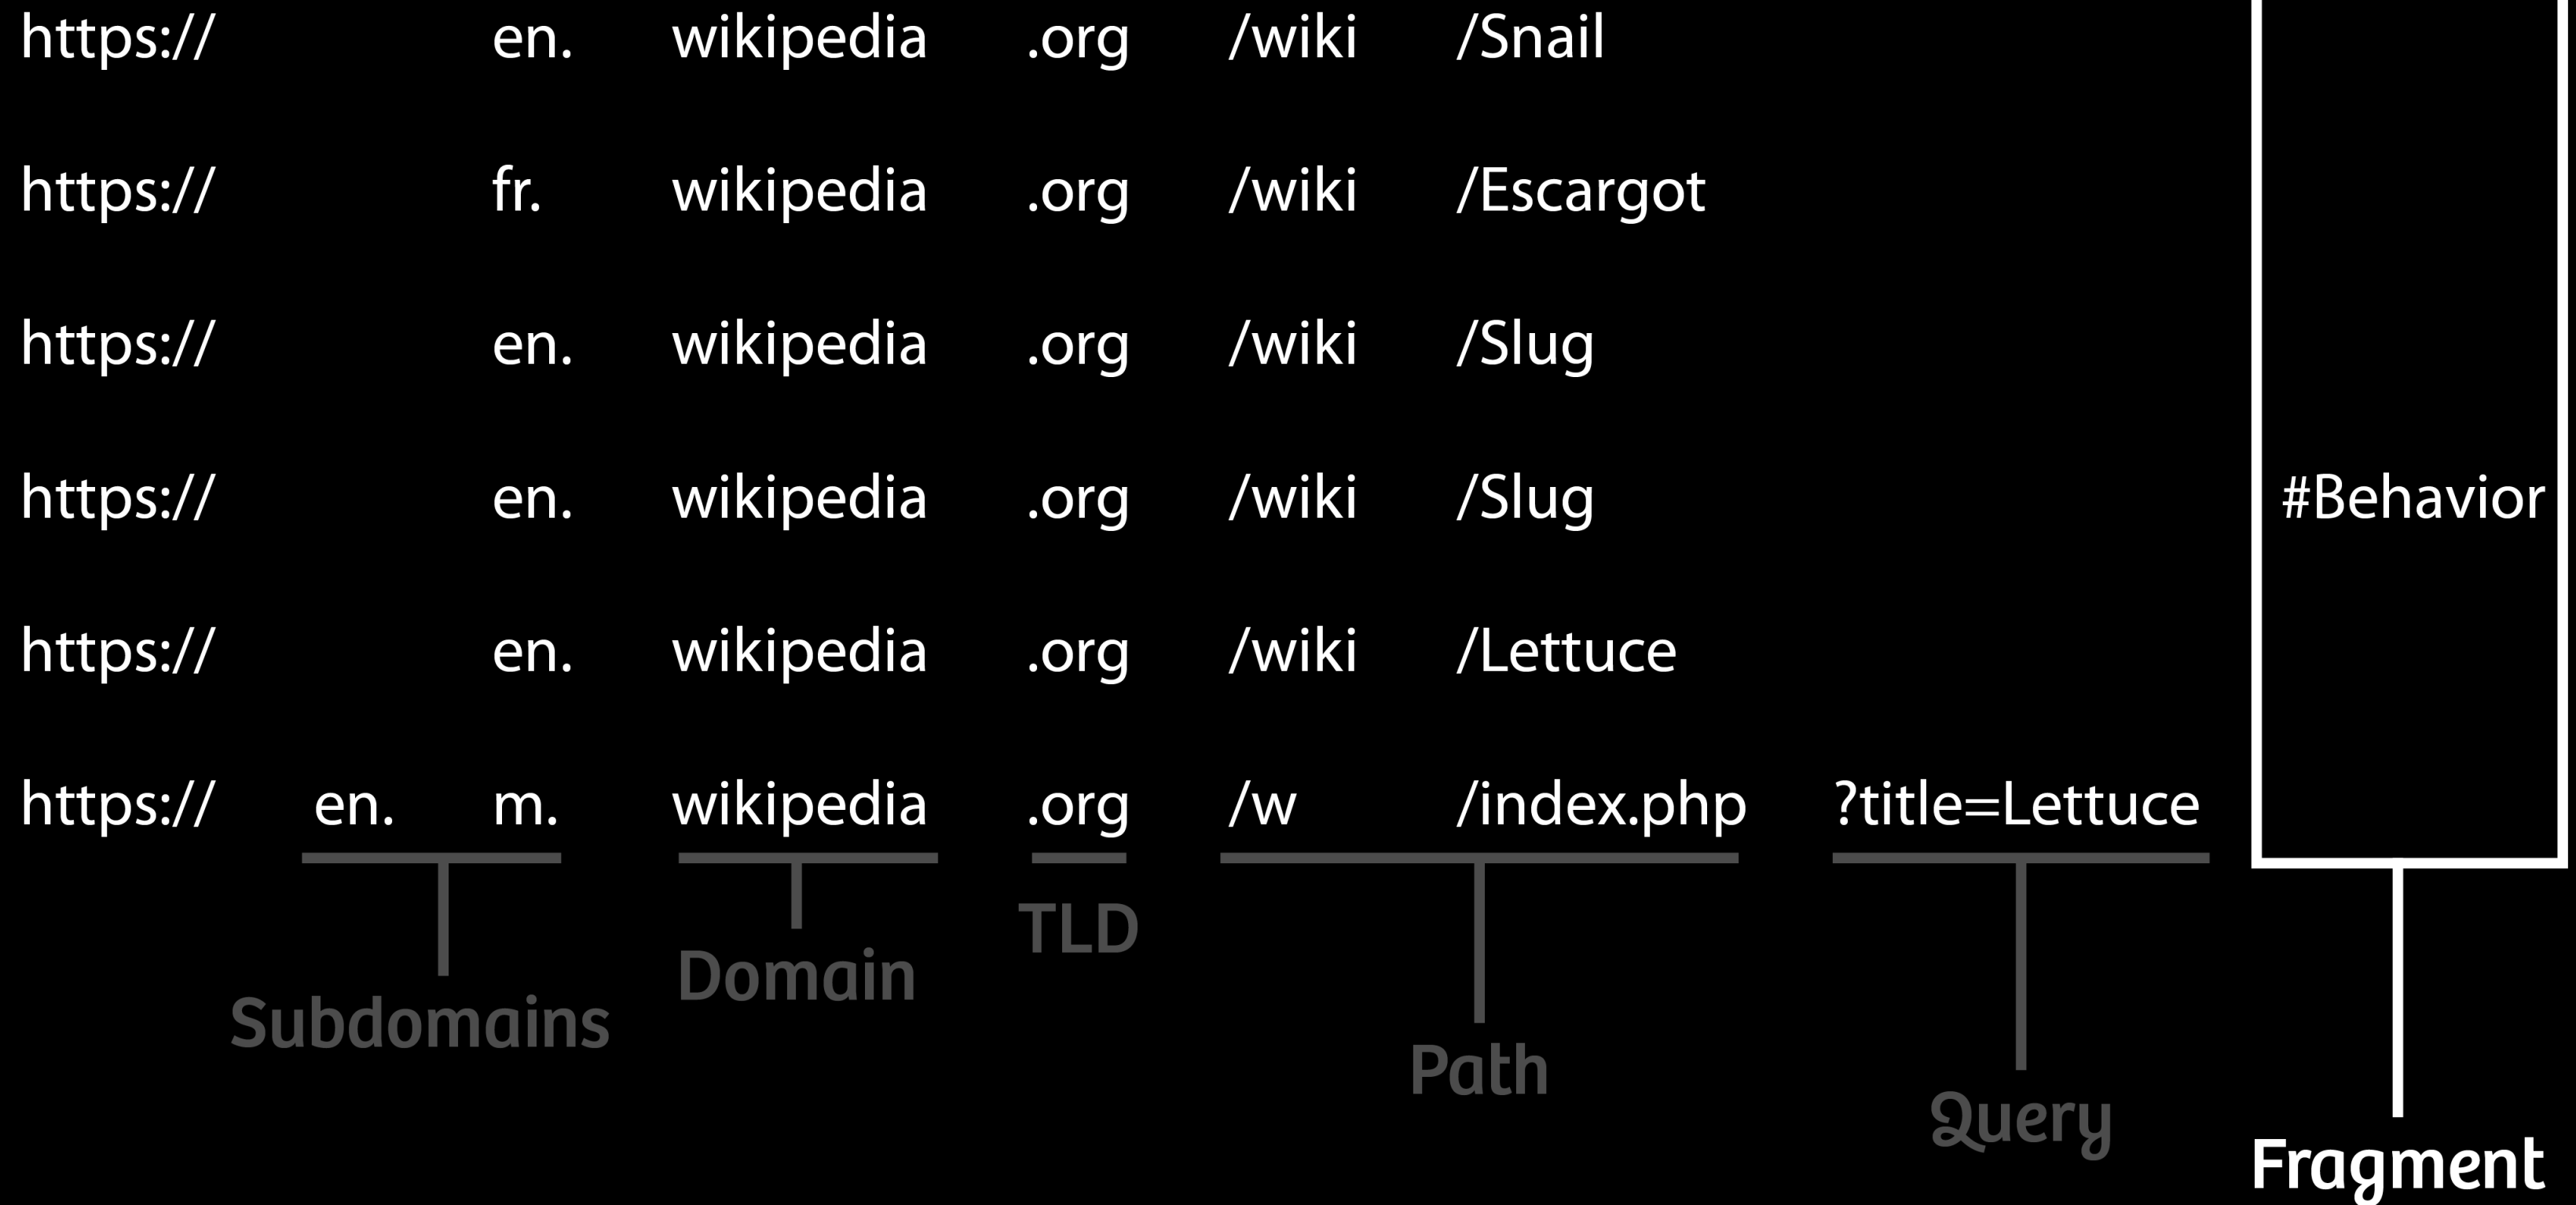 https:// en. wikipedia .org /wiki /Snail
https:// fr. wikipedia .org /wiki /Escargot
https:// en. wikipedia .org /wiki /Slug
https:// en. wikipedia .org /wiki /Slug #Behavior
https:// en. wikipedia .org /wiki /Lettuce
https:// en. m. wikipedia .org /w /index.php ?title=Lettuce
TLD
Domain
Subdomains
Path
Query
Fragment